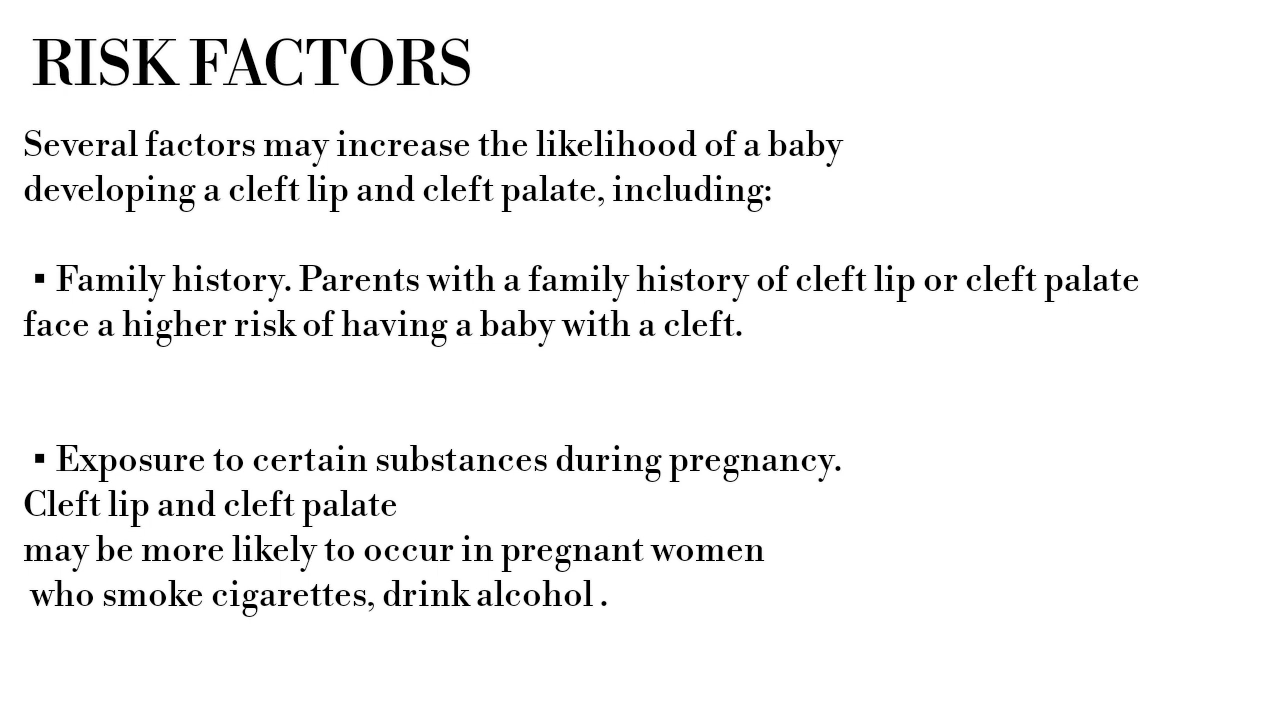 RISK FACTORS
Several factors may increase the likelihood of a baby
developing a cleft lip and cleft palate, including:
▪ Family history. Parents with a family history of cleft lip or cleft palate
face a higher risk of having a baby with a cleft.
▪ Exposure to certain substances during pregnancy.
Cleft lip and cleft palate
may be more likely to occur in pregnant women
who smoke cigarettes, drink alcohol .